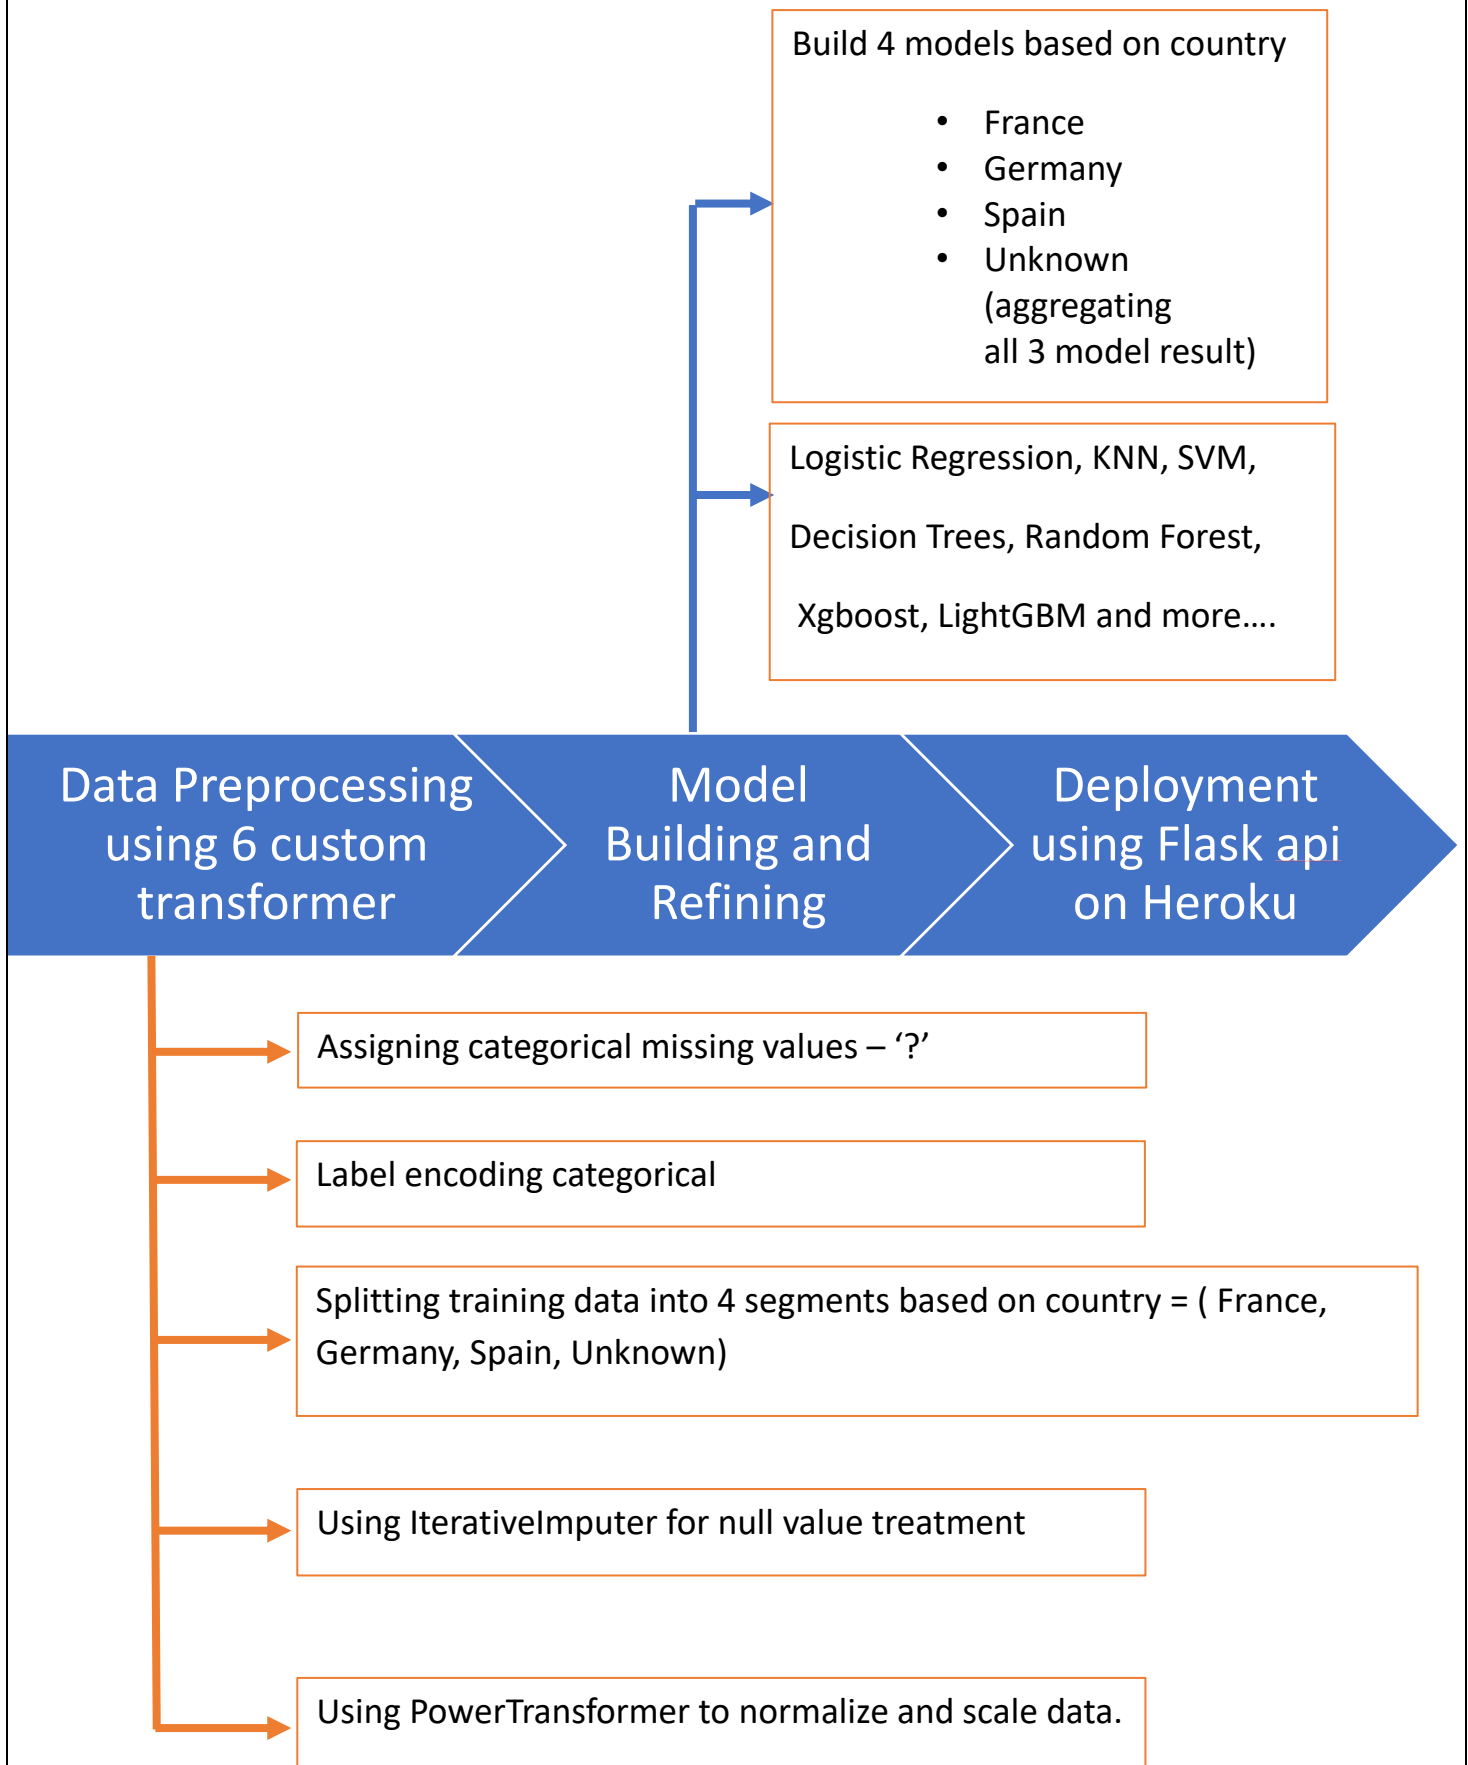 Build 4 models based on country
• France
• Germany
• Spain
• Unknown
(aggregating
all 3 model result)
Logistic Regression, KNN, SVM,
Decision Trees, Random Forest,
Xgboost, LightGBM and more....
Data Preprocessing
using 6 custom
transformer
Model
Building and
Refining
Deployment
using Flask api
on Heroku
Assigning categorical missing values – ‘?’
Label encoding categorical
Splitting training data into 4 segments based on country = ( France,
Germany, Spain, Unknown)
Using IterativeImputer for null value treatment
Using PowerTransformer to normalize and scale data.